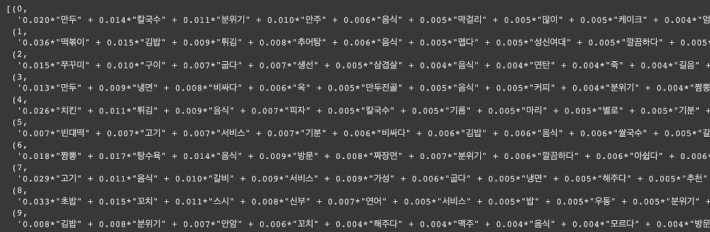 [(0,
'0.020*"만두" + 0.014*"칼국수" + 0.011*"분위기" + 0.010*"안주" + 0.006*"음식" + 0.005*"막걸리" + 0.005*"많이" + 0.005*"케이크" + 0.004*"엄
(1,
'0.036*"떡볶이" + 0.015*"김밥" + 0.009*"튀김" + 0.008*"추어탕" + 0.006*"음식" + 0.005*"맵다" + 0.005*"성신여대" + 0.005*"깔끔하다" + 0.005
(2,
'0.015*"쭈꾸미" + 0.010*"구이" + 0.007*"굽다" + 0.007*"생선" + 0.005*"삼겹살" + 0.004*"음식" + 0.004*"연탄" + 0.004*"죽" + 0.004*"걸음" +
(3,
'0.013*"만두" + 0.009*"냉면" + 0.008*"비싸다" + 0.006*"옥" + 0.005*"만두전골" + 0.005*"음식" + 0.005*"커피" + 0.004*"분위기" + 0.004*"짬뽕
(4,
'0.026*"치킨" + 0.011*"튀김" + 0.009*"음식" + 0.007*"피자" + 0.005*"칼국수" + 0.005*"기름" + 0.005*"마리" + 0.005*"별로" + 0.005*"기분" +
(5,
'0.007*"빈대떡" + 0.007*"고기" + 0.007*"서비스" + 0.007*"기분" + 0.006*"비싸다" + 0.006*"김밥" + 0.006*"음식" + 0.006*"쌀국수" + 0.005*"갈
(6,
'0.018*"짬뽕" + 0.017*"탕수육" + 0.014*"음식" + 0.009*"방문" + 0.008*"짜장면" + 0.007*"분위기" + 0.006*"깔끔하다" + 0.006*"아쉽다" + 0.006
(7,
'0.029*"고기" + 0.011*"음식" + 0.010*"갈비" + 0.009*"서비스" + 0.009*"가성" + 0.006*"굽다" + 0.005*"냉면" + 0.005*"해주다" + 0.005*"추천"
(8,
'0.033*"초밥" + 0.015*"꼬치" + 0.011*"스시" + 0.008*"신부" + 0.007*"연어" + 0.005*"서비스" + 0.005*"밥" + 0.005*"우동" + 0.005*"분위기" +
(9,
'0.008*"김밥" + 0.008*"분위기" + 0.007*"안암" + 0.006*"꼬치" + 0.004*"해주다" + 0.004*"맥주" + 0.004*"음식" + 0.004*"모르다" + 0.004*"방문